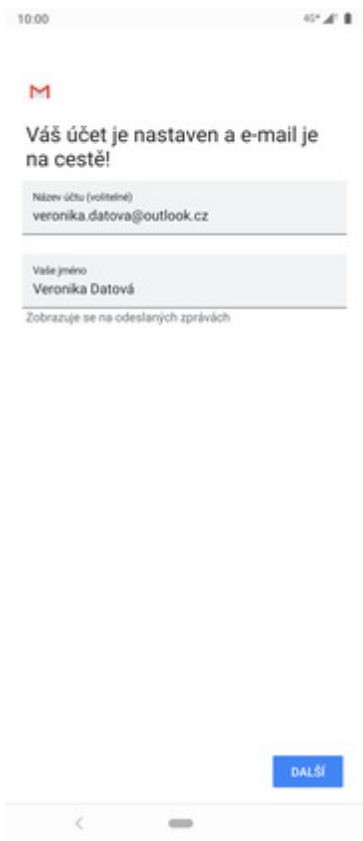 10:00 4G+
Váš účet je nastaven a e-mail je
na cestě!
Název účtu (volitelné)
veronika.datova@outlook.cz
Vaše jméno
Veronika Datová
Zobrazuje se na odeslaných zprávách
DALŠÍ